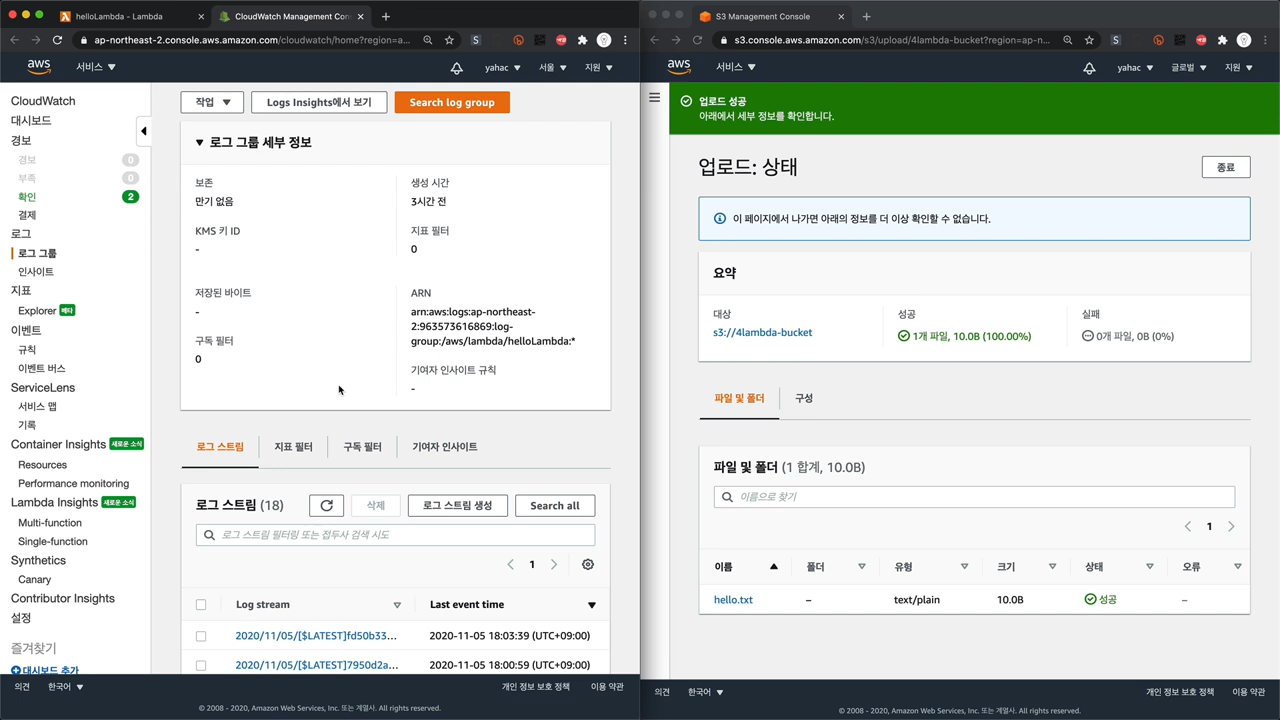 helloLambda - Lambda
CloudWatch Management Con
ap-northeast-2.console.aws.amazon.com/cloudwatch/home?region=a...
aws
서비스
yahac
서울
지원
CloudWatch
대시보드
경보
경보 0
부족 0
확인 2
결제
로그
로그 그룹
인사이트
지표
Explorer 베타
이벤트
규칙
이벤트 버스
ServiceLens
서비스 맵
기록
Container Insights 새로운 소식
Resources
Performance monitoring
Lambda Insights 새로운 소식
Multi-function
Single-function
Synthetics
Canary
Contributor Insights
설정
즐겨찾기
대시보드 추가
작업
Logs Insights에서 보기
Search log group
로그 그룹 세부 정보
보존
만기 없음
KMS 키 ID
-
저장된 바이트
-
구독 필터
0
생성 시간
3시간 전
지표 필터
0
ARN
arn:aws:logs:ap-northeast-
2:963573616869:log-
group:/aws/lambda/helloLambda:*
기여자 인사이트 규칙
-
로그 스트림
지표 필터
구독 필터
기여자 인사이트
로그 스트림 (18)
삭제
로그 스트림 생성
Search all
로그 스트림 필터링 또는 접두사 검색 시도
1
Log stream
Last event time
2020/11/05/[$LATEST]fd50b33... 2020-11-05 18:03:39 (UTC+09:00)
2020/11/05/[$LATEST]7950d2a... 2020-11-05 18:00:59 (UTC+09:00)
의견
한국어
개인 정보 보호 정책
이용 약관
© 2008 - 2020, Amazon Web Services, Inc. 또는 계열사. All rights reserved.
S3 Management Console
s3.console.aws.amazon.com/s3/upload/4lambda-bucket?region=ap-n...
aws
서비스
yahac
글로벌
지원
업로드 성공
아래에서 세부 정보를 확인합니다.
업로드: 상태
종료
이 페이지에서 나가면 아래의 정보를 더 이상 확인할 수 없습니다.
요약
대상
s3://4lambda-bucket
성공
1개 파일, 10.0B (100.00%)
실패
0개 파일, 0B (0%)
파일 및 폴더
구성
파일 및 폴더 (1 합계, 10.0B)
이름으로 찾기
1
이름
폴더
유형
크기
상태
오류
hello.txt – text/plain 10.0B 성공 –
의견
한국어
개인 정보 보호 정책
이용 약관
© 2008 - 2020, Amazon Web Services, Inc. 또는 계열사. All rights reserved.